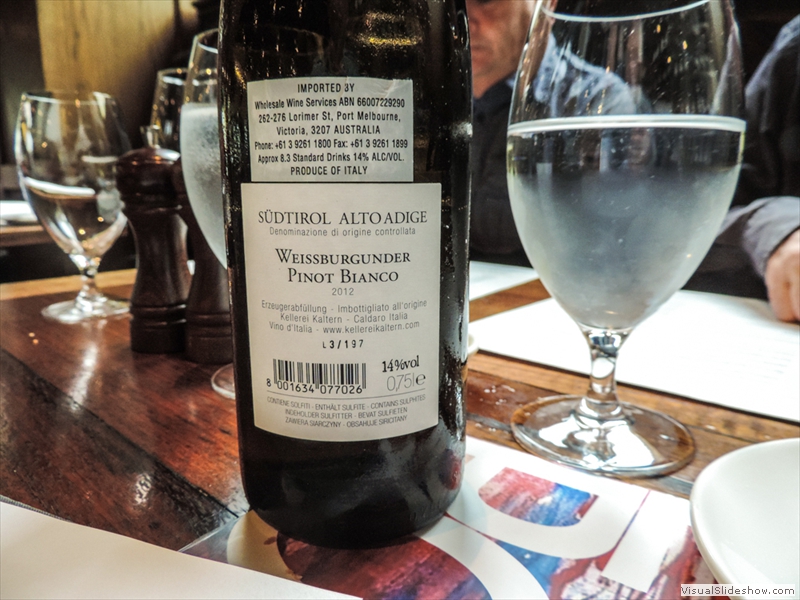 IMPORTED BY
Wholesale Wine Services ABN 66007229290
262-276 Lorimer St, Port Melbourne,
Victoria, 3207 AUSTRALIA
Phone: +61 3 9261 1800 Fax: +61 3 9261 1899
Approx 8.3 Standard Drinks 14% ALC/VOL.
PRODUCE OF ITALY
SÜDTIROL ALTO ADIGE
Denominazione di origine controllata
WEISSBURGUNDER
PINOT BIANCO
2012
Erzeugerabfüllung - Imbottigliato all'origine
Kellerei Kaltern - Caldaro Italia
Vino d'Italia - www.kellereikaltern.com
L3/197
14%vol
8 001634 077026 0,75l e
CONTIENE SOLFITI - ENTHÄLT SULFITE - CONTAINS SULPHITES
INDEHOLDER SULFITTER - BEVAT SULFIETEN
ZAWIERA SIARCZYNY - OBSAHUJE SIRCITANY
VisualSlideshow.com